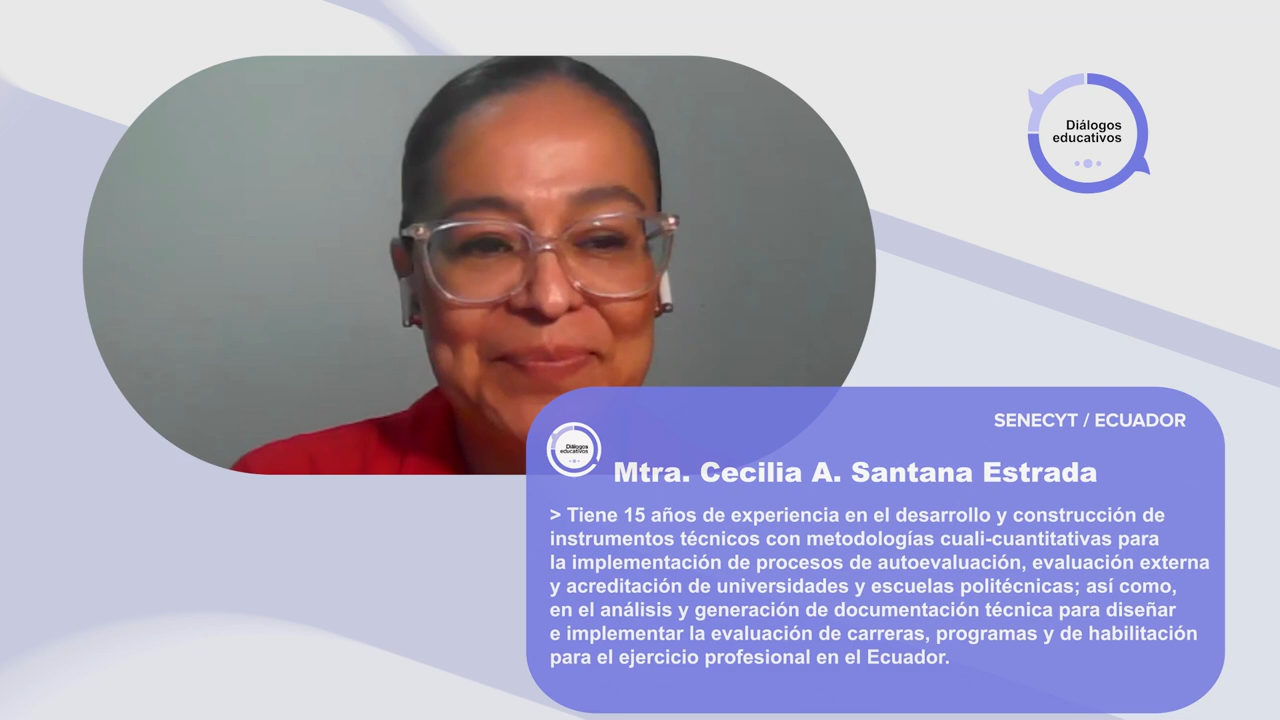 Diálogos
educativos
SENECYT / ECUADOR
Diálogos
educativos
Mtra. Cecilia A. Santana Estrada
> Tiene 15 años de experiencia en el desarrollo y construcción de
instrumentos técnicos con metodologías cuali-cuantitativas para
la implementación de procesos de autoevaluación, evaluación externa
y acreditación de universidades y escuelas politécnicas; así como,
en el análisis y generación de documentación técnica para diseñar
e implementar la evaluación de carreras, programas y de habilitación
para el ejercicio profesional en el Ecuador.